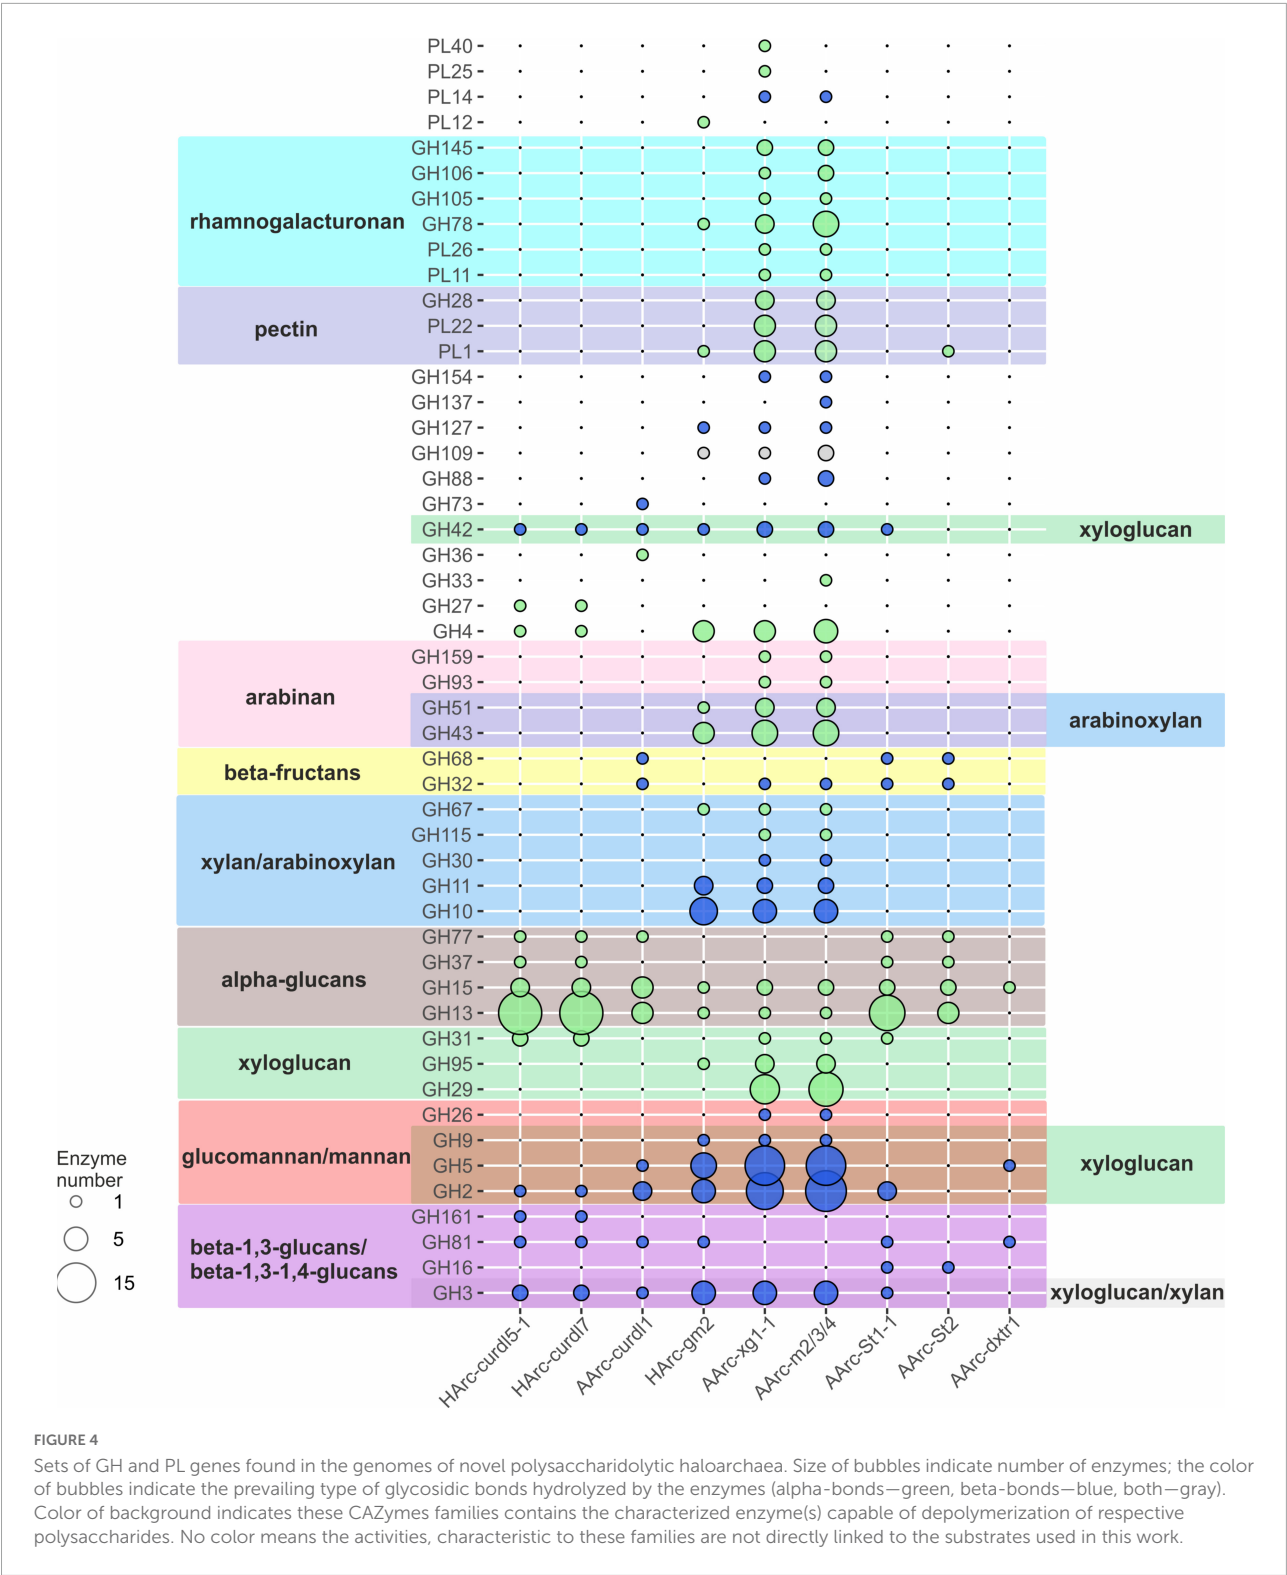 PL40
PL25
PL14
PL12
GH145
GH106
GH105
rhamnogalacturonan GH78
PL26
PL11
GH28
pectin PL22
PL1
GH154
GH137
GH127
GH109
GH88
GH73
GH42 xyloglucan
GH36
GH33
GH27
GH4
GH159
GH93
arabinan
GH51 arabinoxylan
GH43
GH68
beta-fructans
GH32
GH67
GH115
xylan/arabinoxylan GH30
GH11
GH10
GH77
GH37
alpha-glucans GH15
GH13
GH31
xyloglucan GH95
GH29
GH26
GH9
glucomannan/mannan GH5 xyloglucan
GH2
GH161
beta-1,3-glucans/ GH81
beta-1,3-1,4-glucans GH16
GH3 xyloglucan/xylan
Enzyme
number
1
5
15
HArc-curdl5-1
HArc-curdl7
AArc-curdl1
HArc-gm2
AArc-xg1-1
AArc-m2/3/4
AArc-St1-1
AArc-St2
AArc-dxtr1
FIGURE 4
Sets of GH and PL genes found in the genomes of novel polysaccharidolytic haloarchaea. Size of bubbles indicate number of enzymes; the color
of bubbles indicate the prevailing type of glycosidic bonds hydrolyzed by the enzymes (alpha-bonds—green, beta-bonds—blue, both—gray).
Color of background indicates these CAZymes families contains the characterized enzyme(s) capable of depolymerization of respective
polysaccharides. No color means the activities, characteristic to these families are not directly linked to the substrates used in this work.